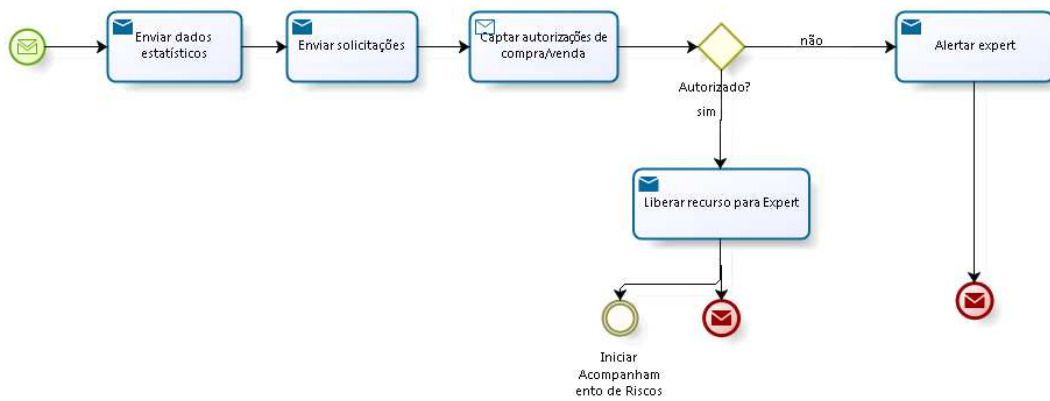 Enviar dados
estatísticos
Enviar solicitações
Captar autorizações de
compra/venda
Autorizado?
não
Alertar expert
sim
Liberar recurso para Expert
Iniciar
Acompanham
ento de Riscos